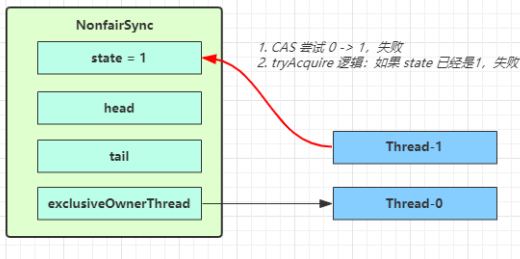 NonfairSync
state = 1
1. CAS 尝试 0 -> 1，失败
2. tryAcquire 逻辑：如果 state 已经是1，失败
head
tail
Thread-1
exclusiveOwnerThread
Thread-0